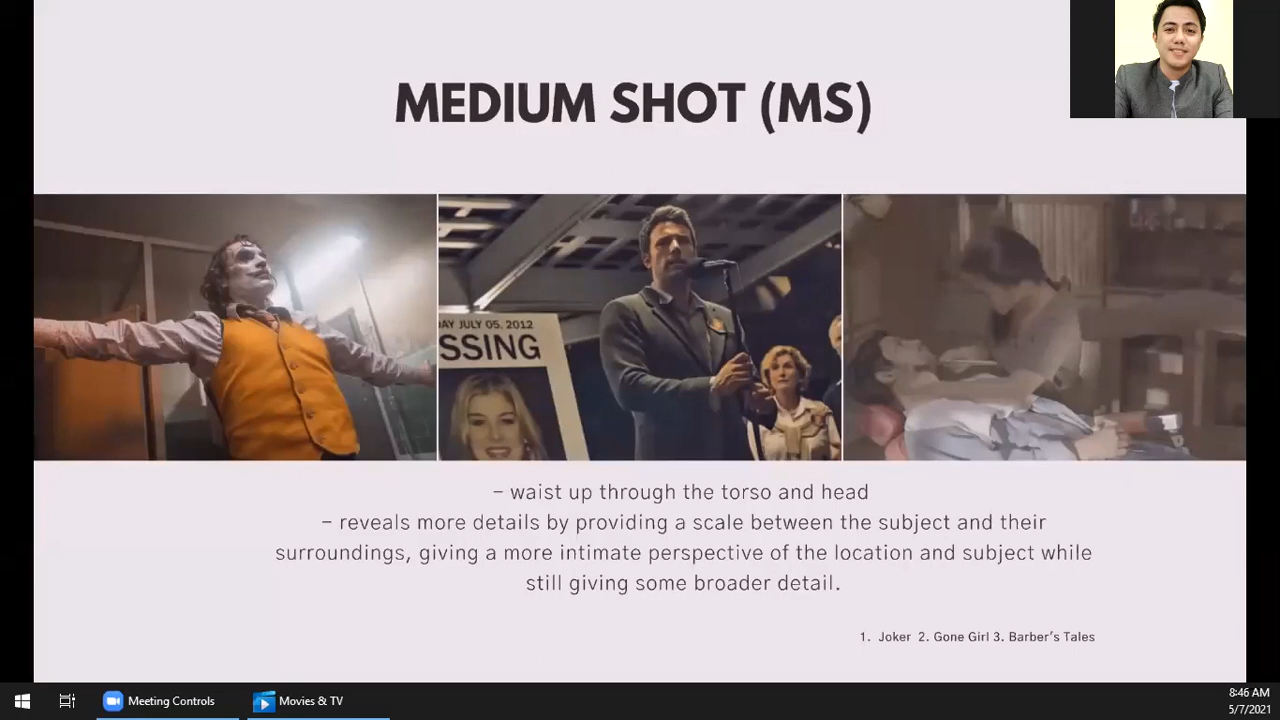 MEDIUM SHOT (MS)
AY JULY 05, 2012
SSING
– waist up through the torso and head
– reveals more details by providing a scale between the subject and their
surroundings, giving a more intimate perspective of the location and subject while
still giving some broader detail.
1. Joker 2. Gone Girl 3. Barber's Tales
Meeting Controls
Movies & TV
8:46 AM
5/7/2021